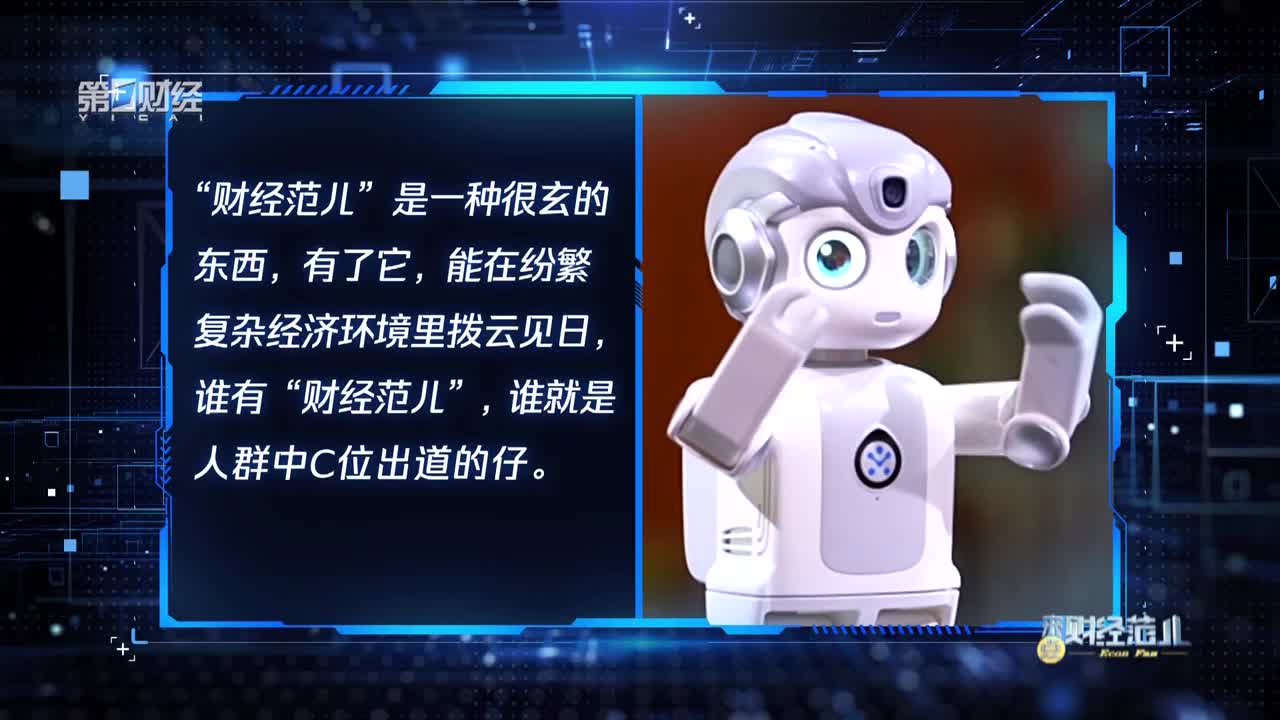 第一财经
YICAI
“财经范儿”是一种很玄的
东西，有了它，能在纷繁
复杂经济环境里拨云见日，
谁有“财经范儿”，谁就是
人群中C位出道的仔。
来点财经范儿
Econ Fan